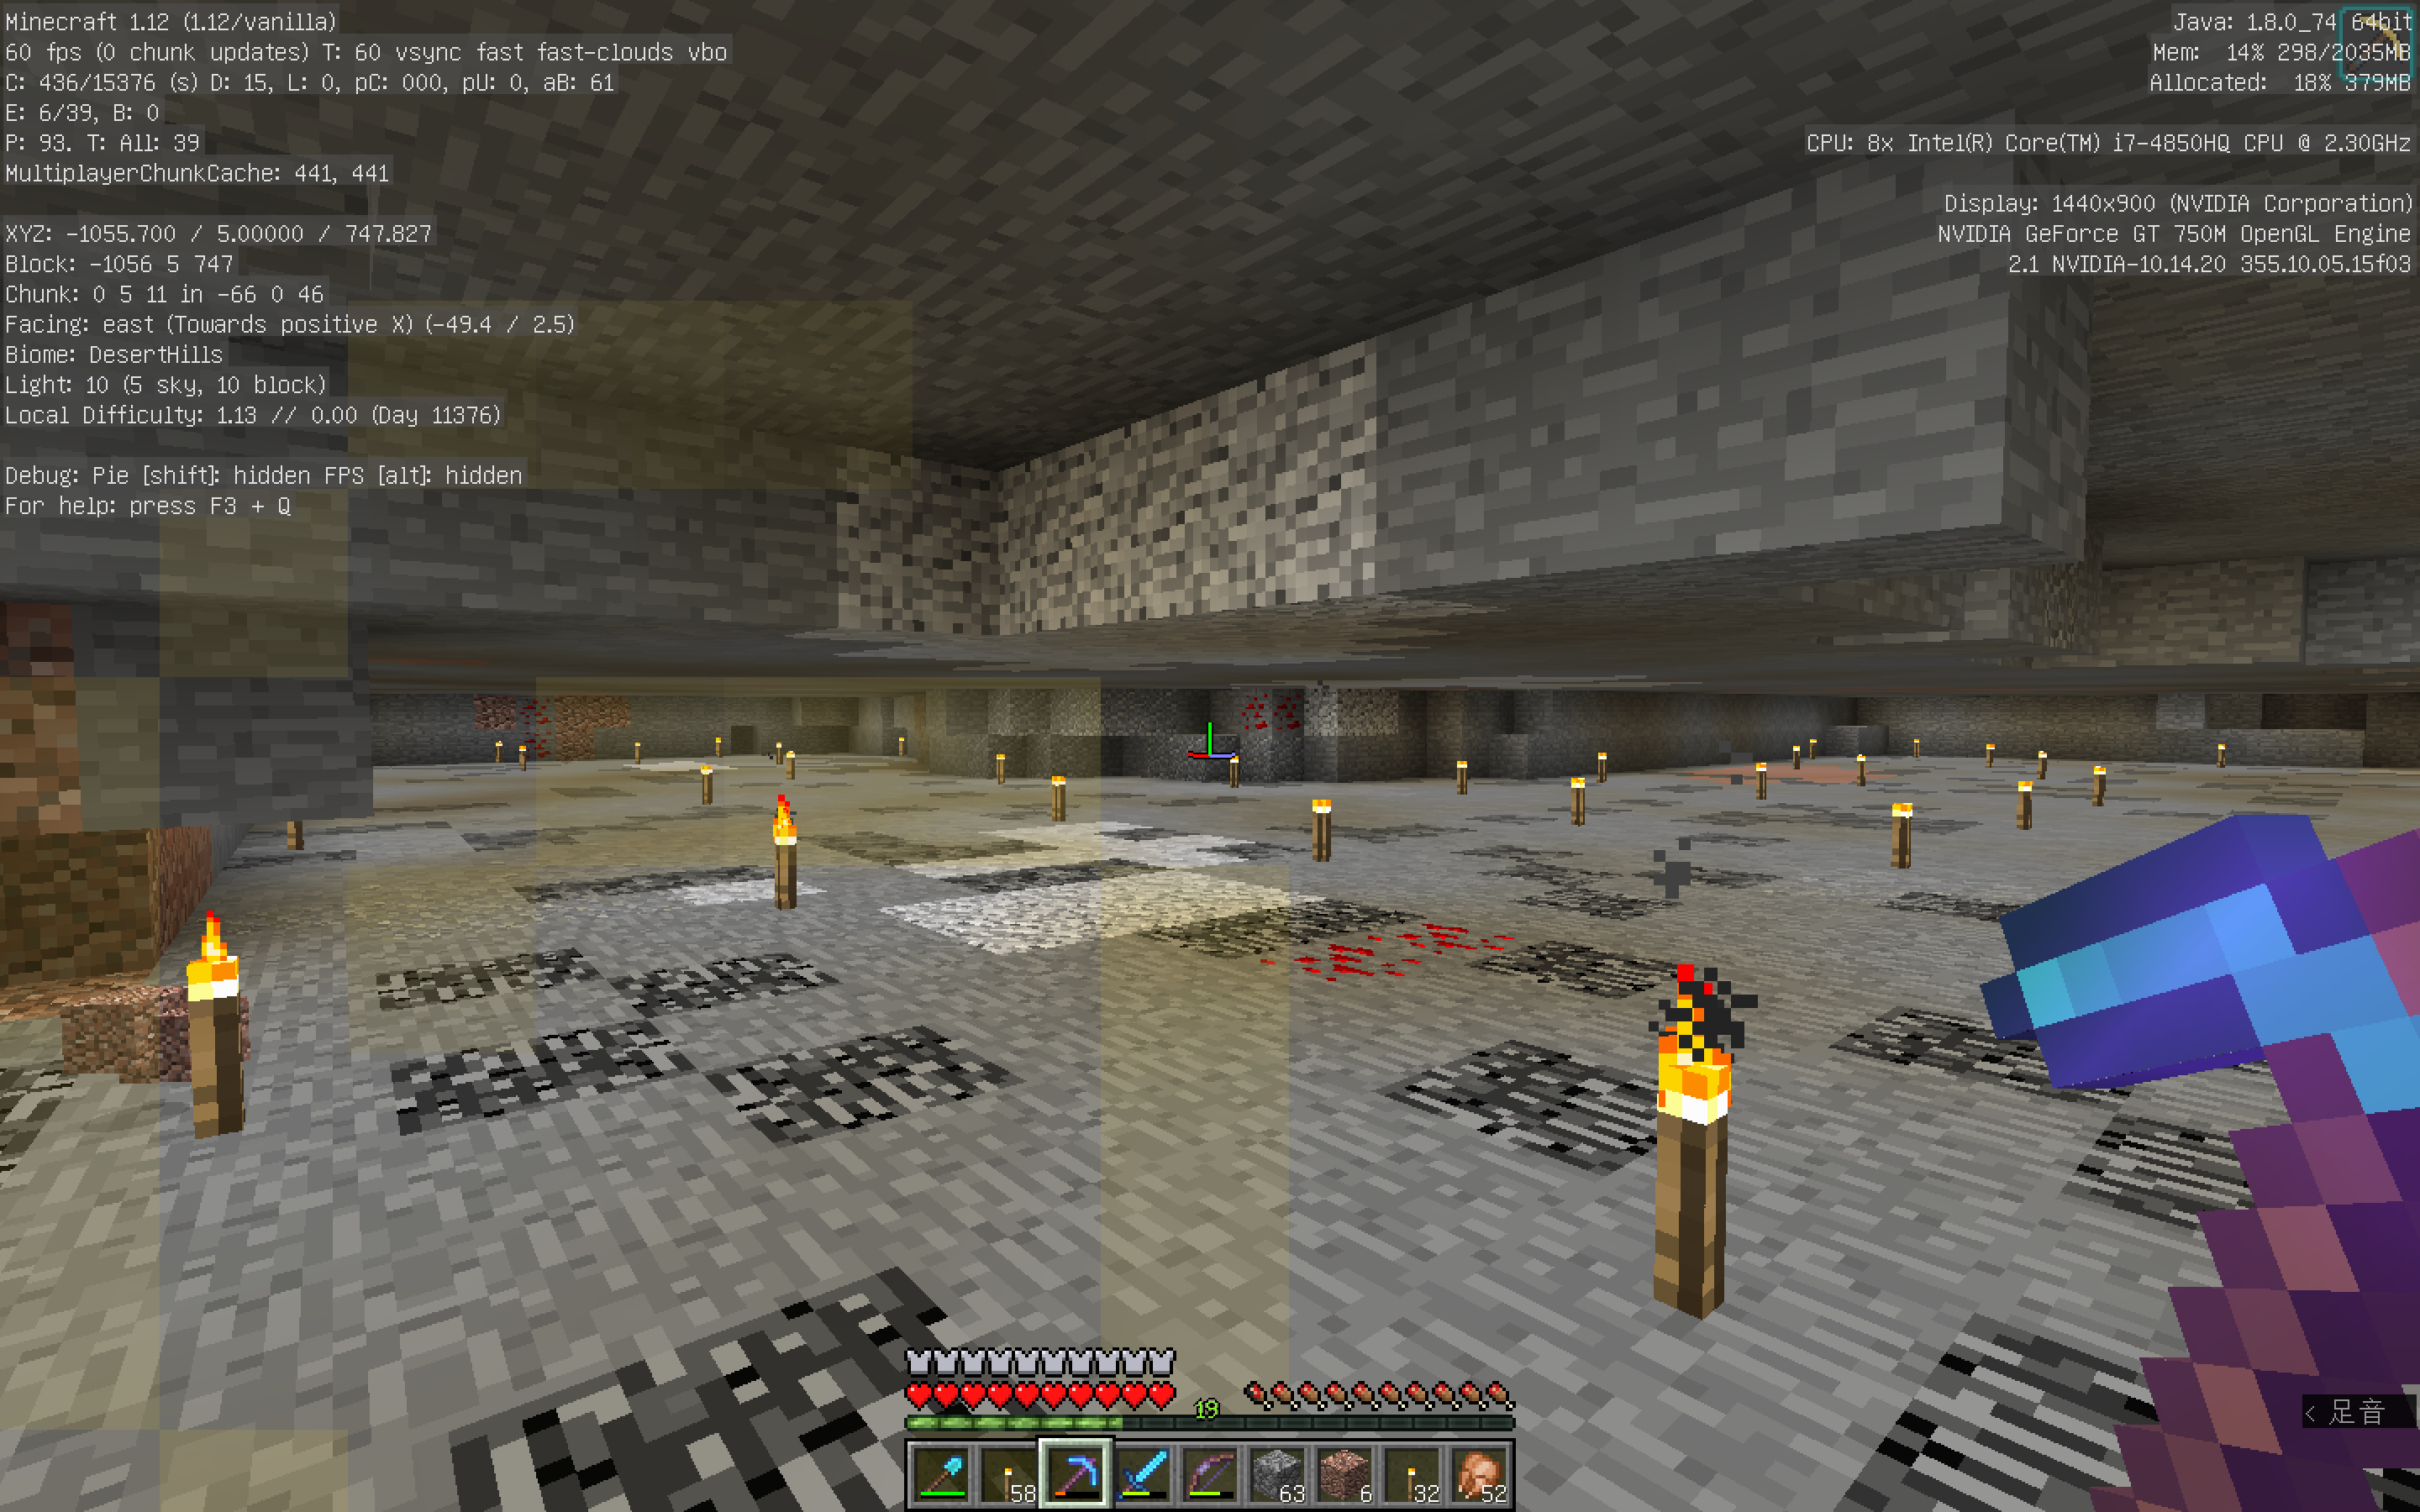 Minecraft 1.12 (1.12/vanilla)
60 fps (0 chunk updates) T: 60 vsync fast fast-clouds vbo
C: 436/15376 (s) D: 15, L: 0, pC: 000, pU: 0, aB: 61
E: 6/39, B: 0
P: 93. T: All: 39
MultiplayerChunkCache: 441, 441
XYZ: -1055.700 / 5.00000 / 747.827
Block: -1056 5 747
Chunk: 0 5 11 in -66 0 46
Facing: east (Towards positive X) (-49.4 / 2.5)
Biome: DesertHills
Light: 10 (5 sky, 10 block)
Local Difficulty: 1.13 // 0.00 (Day 11376)
Debug: Pie [shift]: hidden FPS [alt]: hidden
For help: press F3 + Q
Java: 1.8.0_74 64bit
Mem: 14% 298/2035MB
Allocated: 18% 379MB
CPU: 8x Intel(R) Core(TM) i7-4850HQ CPU @ 2.30GHz
Display: 1440x900 (NVIDIA Corporation)
NVIDIA GeForce GT 750M OpenGL Engine
2.1 NVIDIA-10.14.20 355.10.05.15f03
< 足音
19
58 63 6 32 52